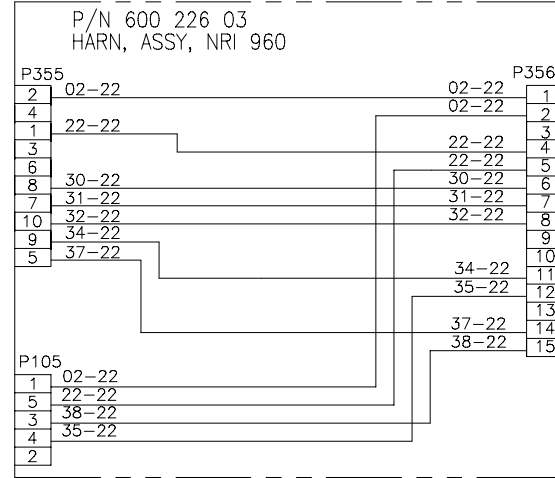 P/N 600 226 03
HARN, ASSY, NRI 960
P355
P356
2 02-22 02-22 1
4 02-22 2
1 22-22 3
3 22-22 4
6 22-22 5
8 30-22 30-22 6
7 31-22 31-22 7
10 32-22 32-22 8
9 34-22 9
5 37-22 10
34-22 11
35-22 12
13
37-22 14
38-22 15
P105
1 02-22
5 22-22
3 38-22
4 35-22
2